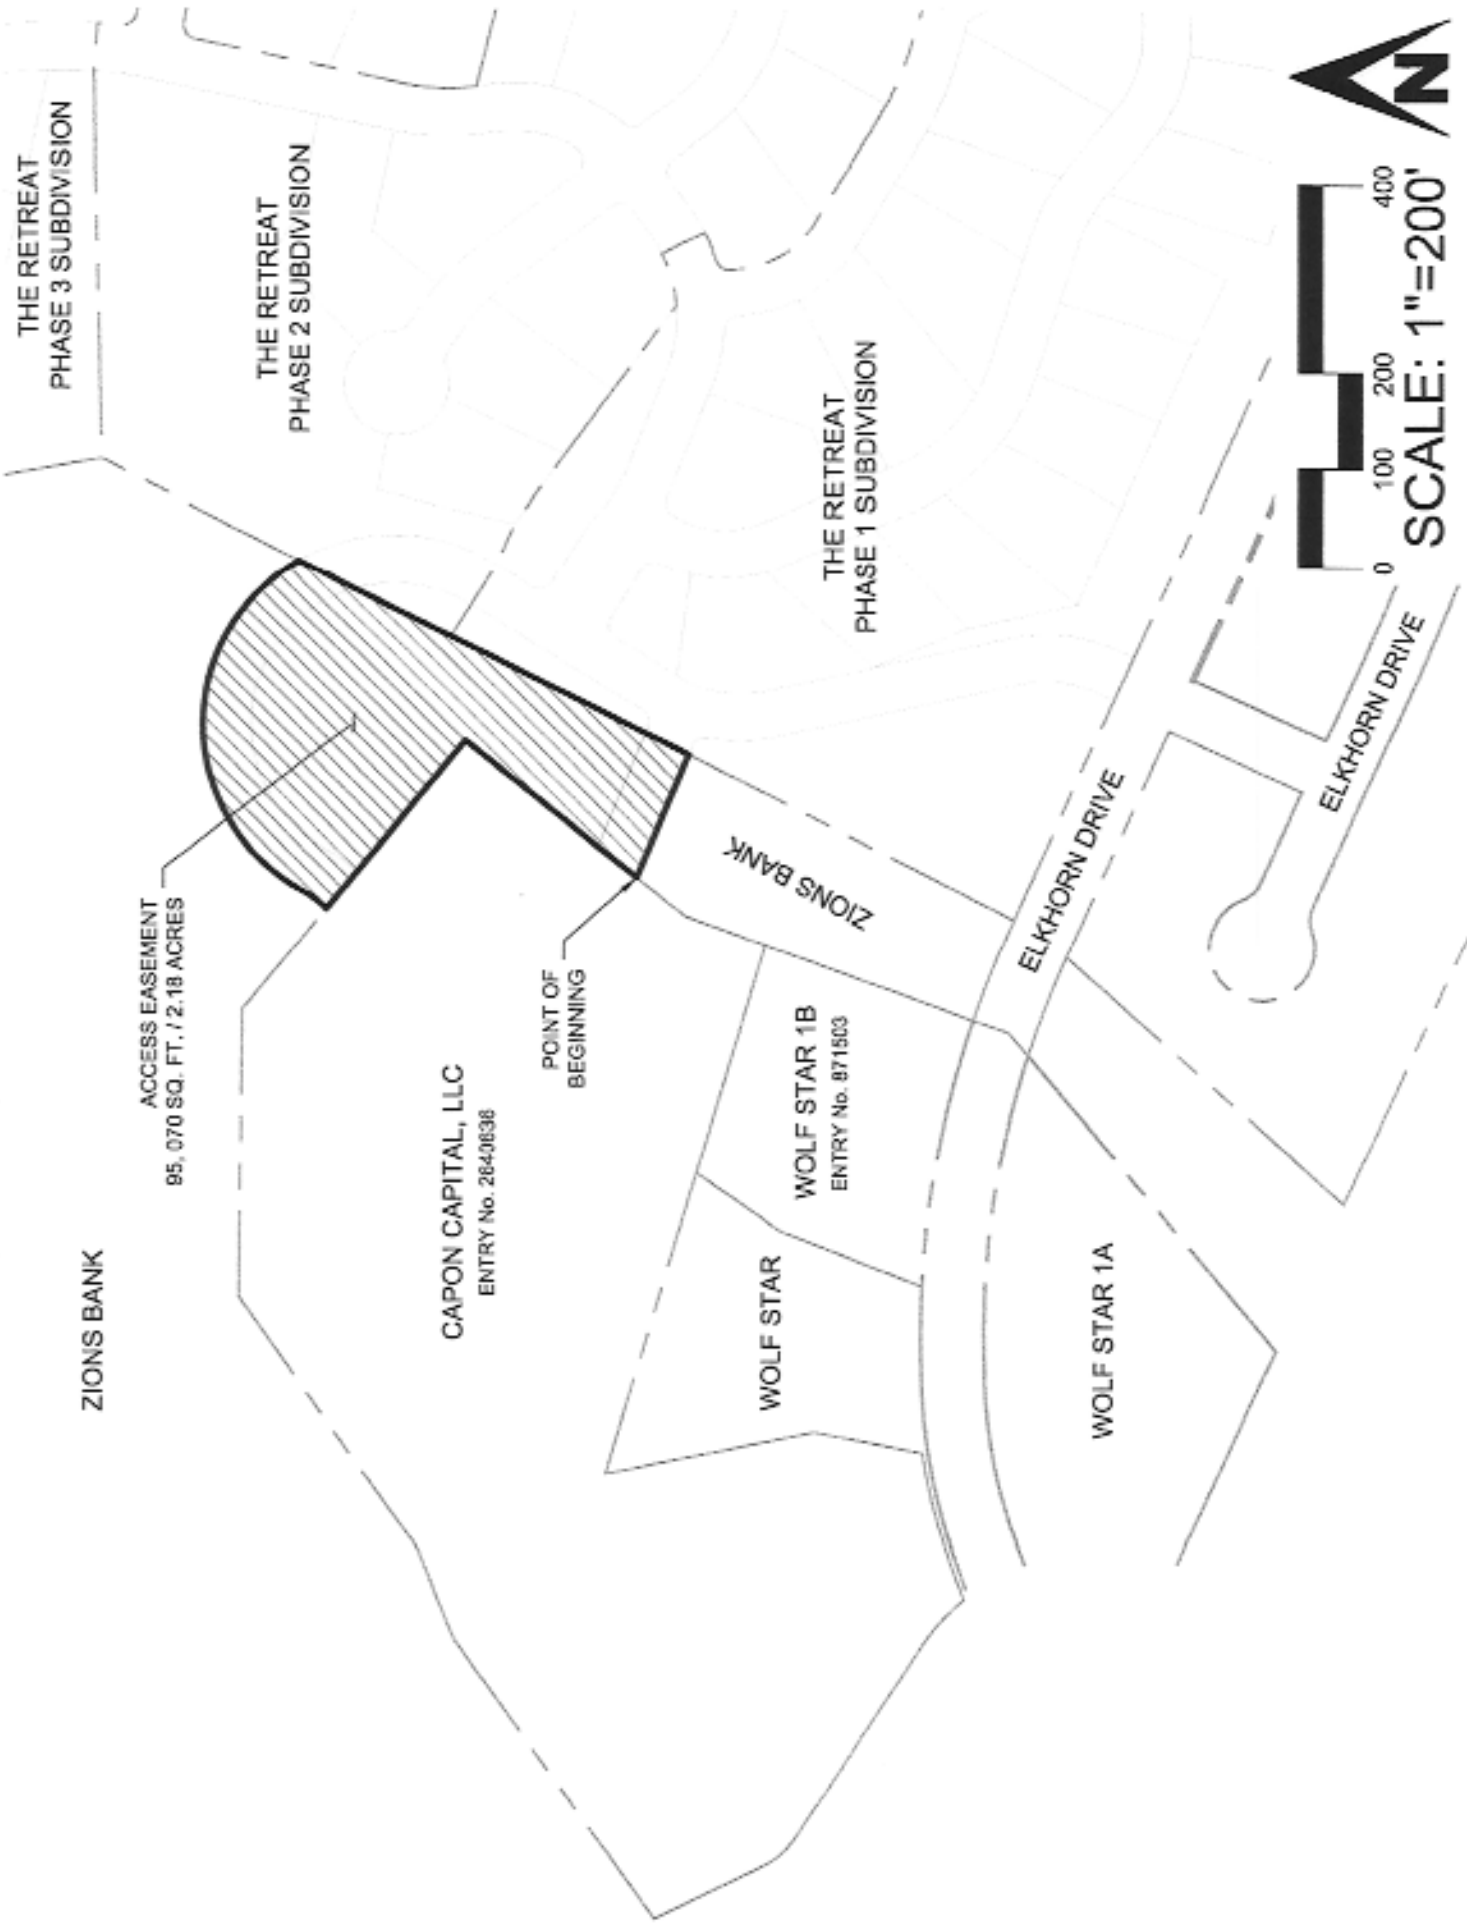 ZIONS BANK
ACCESS EASEMENT
95, 070 SQ. FT. / 2.18 ACRES
THE RETREAT
PHASE 3 SUBDIVISION
THE RETREAT
PHASE 2 SUBDIVISION
CAPON CAPITAL, LLC
ENTRY No. 2640636
POINT OF
BEGINNING
ZIONS BANK
WOLF STAR
WOLF STAR 1B
ENTRY No. 871503
THE RETREAT
PHASE 1 SUBDIVISION
WOLF STAR 1A
ELKHORN DRIVE
ELKHORN DRIVE
0 100 200 400
SCALE: 1"=200'
N